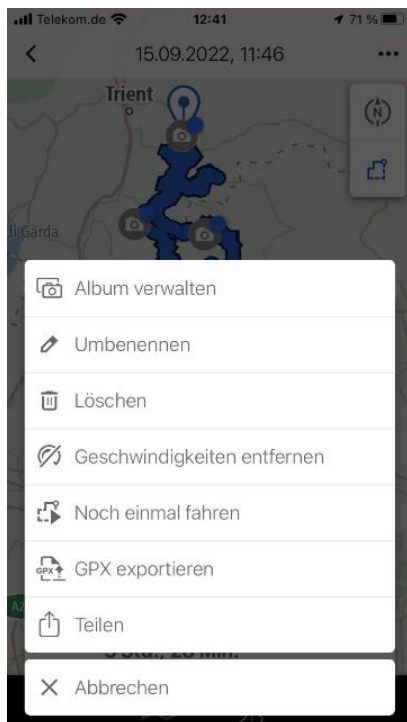 Telekom.de 12:41 71 %
15.09.2022, 11:46
Trient
N
di Garda
Album verwalten
Umbenennen
Löschen
Geschwindigkeiten entfernen
Noch einmal fahren
GPX GPX exportieren
Teilen
Abbrechen